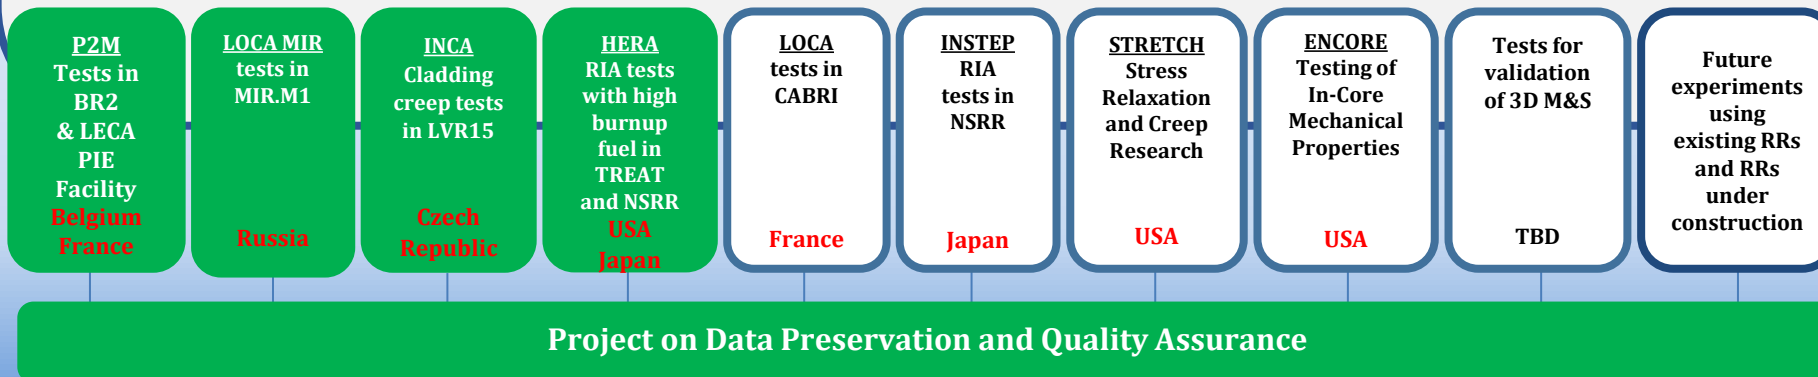 P2M
Tests in
BR2
& LECA
PIE
Facility
Belgium
France
LOCA MIR
tests in
MIR.M1
Russia
INCA
Cladding
creep tests
in LVR15
Czech
Republic
HERA
RIA tests
with high
burnup
fuel in
TREAT
and NSRR
USA
Japan
LOCA
tests in
CABRI
France
INSTEP
RIA
tests in
NSRR
Japan
STRETCH
Stress
Relaxation
and Creep
Research
USA
ENCORE
Testing of
In-Core
Mechanical
Properties
USA
Tests for
validation
of 3D M&S
TBD
Future
experiments
using
existing RRs
and RRs
under
construction
Project on Data Preservation and Quality Assurance